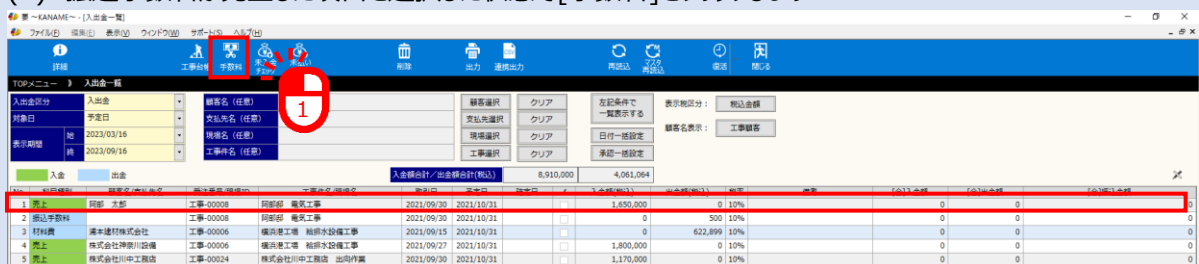 要 ～KANAME～ - [入出金一覧]
ファイル(F) 編集(E) 表示(V) ウィンドウ(W) サポート(S) ヘルプ(H)
詳細 工事台帳 手数料 未入金チェック 未払い 削除 出力 連携出力 再読込 マスタ再読込 復活 閉じる
TOPメニュー 》 入出金一覧
入出金区分 入出金 顧客名（任意） 顧客選択 クリア 左記条件で一覧表示する 表示税区分： 税込金額
対象日 予定日 支払先名（任意） 支払先選択 クリア
表示期間 始 2023/03/16 現場名（任意） 現場選択 クリア 日付一括設定 顧客名表示： 工事顧客
終 2023/09/16 工事件名（任意） 工事選択 クリア 承認一括設定
1
入金 出金 入金額合計／出金額合計(税込) 8,910,000 4,061,064
1 売上 阿部 太郎 工事-00008 阿部邸 電気工事 2021/09/30 2021/10/31 1,650,000 0 10% 0 0 0
2 振込手数料 工事-00008 阿部邸 電気工事 2021/09/30 2021/10/31 0 500 10% 0 0 0
3 材料費 浦本建材株式会社 工事-00006 横浜港工場 給排水設備工事 2021/09/15 2021/10/31 0 622,899 10% 0 0 0
4 売上 株式会社神奈川設備 工事-00006 横浜港工場 給排水設備工事 2021/09/27 2021/10/31 1,800,000 0 10% 0 0 0
5 売上 株式会社川中工務店 工事-00024 株式会社川中工務店 出向作業 2021/09/30 2021/10/31 1,170,000 0 10% 0 0 0